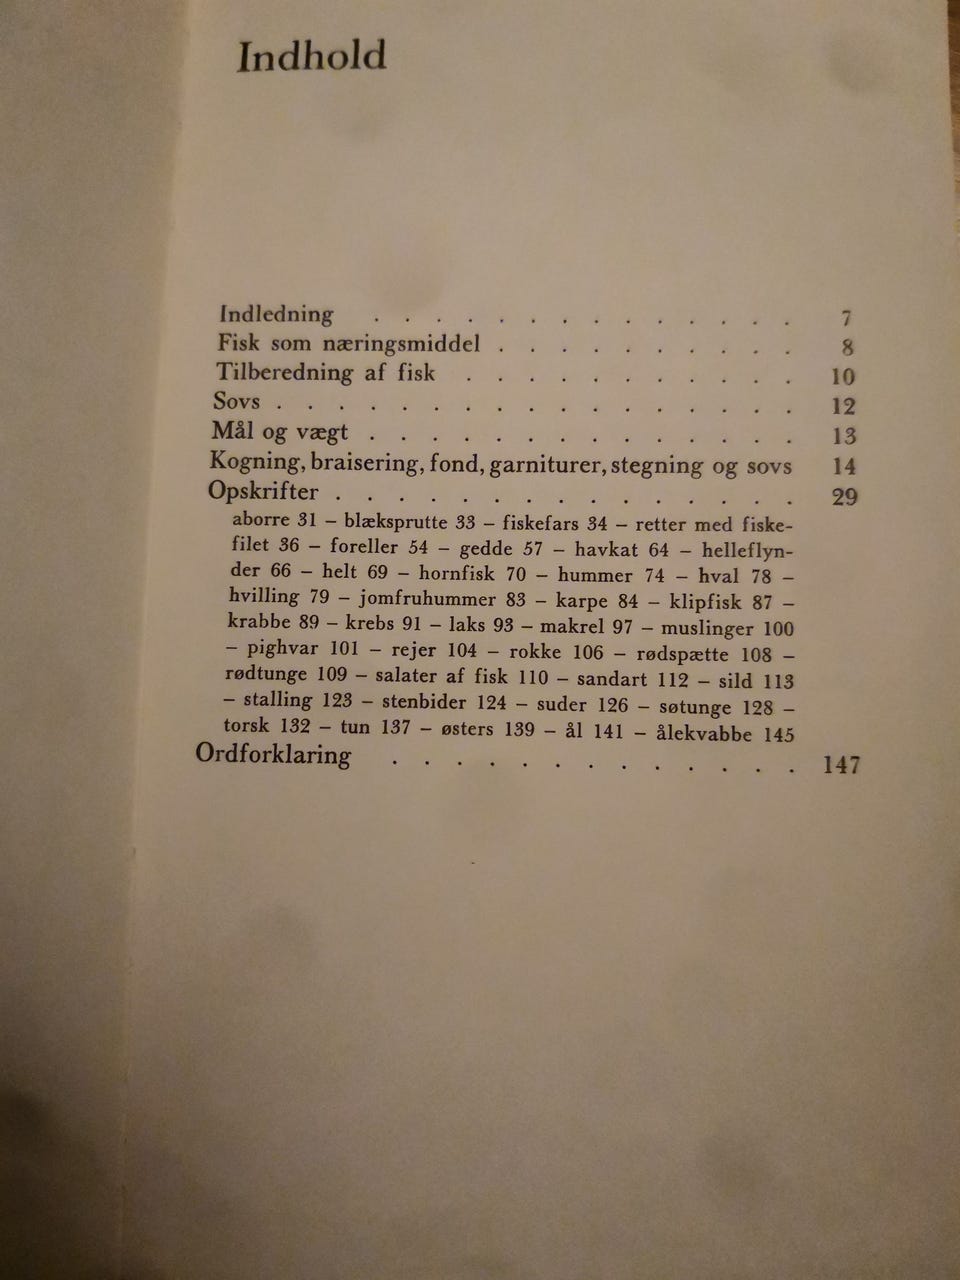 Indhold
Indledning . . . . . . . . . . . . . . 7
Fisk som næringsmiddel . . . . . . . . . . 8
Tilberedning af fisk . . . . . . . . . . . 10
Sovs . . . . . . . . . . . . . . . . . 12
Mål og vægt . . . . . . . . . . . . . . 13
Kogning, braisering, fond, garniturer, stegning og sovs 14
Opskrifter . . . . . . . . . . . . . . . 29
aborre 31 – blæksprutte 33 – fiskefars 34 – retter med fiske-
filet 36 – foreller 54 – gedde 57 – havkat 64 – helleflyn-
der 66 – helt 69 – hornfisk 70 – hummer 74 – hval 78 –
hvilling 79 – jomfruhummer 83 – karpe 84 – klipfisk 87 –
krabbe 89 – krebs 91 – laks 93 – makrel 97 – muslinger 100
– pighvar 101 – rejer 104 – rokke 106 – rødspætte 108 –
rødtunge 109 – salater af fisk 110 – sandart 112 – sild 113
– stalling 123 – stenbider 124 – suder 126 – søtunge 128 –
torsk 132 – tun 137 – østers 139 – ål 141 – ålekvabbe 145
Ordforklaring . . . . . . . . . . . . . 147